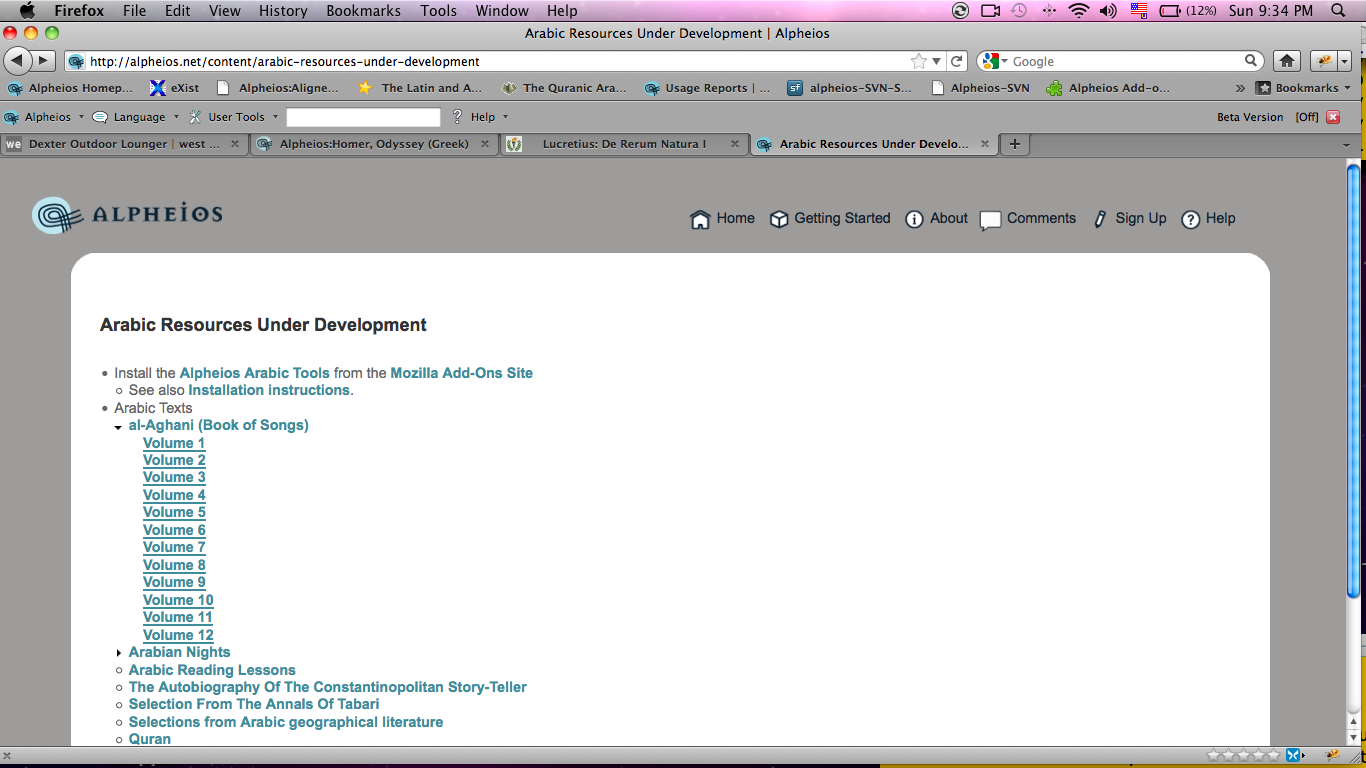 Firefox File Edit View History Bookmarks Tools Window Help (12%) Sun 9:34 PM
Arabic Resources Under Development | Alpheios
http://alpheios.net/content/arabic-resources-under-development Google
Alpheios Homep... eXist Alpheios:Aligne... The Latin and A... The Quranic Ara... Usage Reports | ... sf alpheios-SVN-S... Alpheios-SVN Alpheios Add-o... » Bookmarks
Alpheios Language User Tools ? Help Beta Version [Off]
we Dexter Outdoor Lounger | west ... Alpheios:Homer, Odyssey (Greek) Lucretius: De Rerum Natura I Arabic Resources Under Develo... +
ALPHEIOS
Home Getting Started About Comments Sign Up ? Help
Arabic Resources Under Development
• Install the Alpheios Arabic Tools from the Mozilla Add-Ons Site
See also Installation instructions.
• Arabic Texts
al-Aghani (Book of Songs)
Volume 1
Volume 2
Volume 3
Volume 4
Volume 5
Volume 6
Volume 7
Volume 8
Volume 9
Volume 10
Volume 11
Volume 12
Arabian Nights
Arabic Reading Lessons
The Autobiography Of The Constantinopolitan Story-Teller
Selection From The Annals Of Tabari
Selections from Arabic geographical literature
Quran